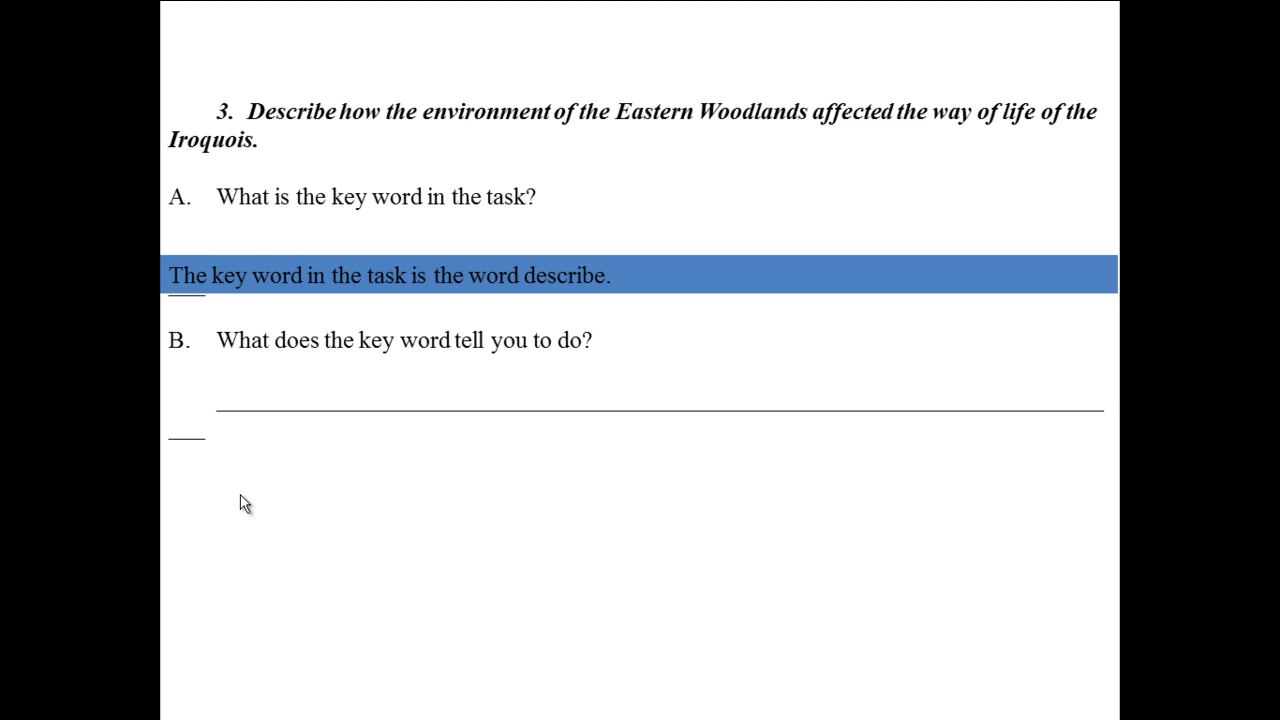 3. Describe how the environment of the Eastern Woodlands affected the way of life of the
Iroquois.
A. What is the key word in the task?
The key word in the task is the word describe.
B. What does the key word tell you to do?